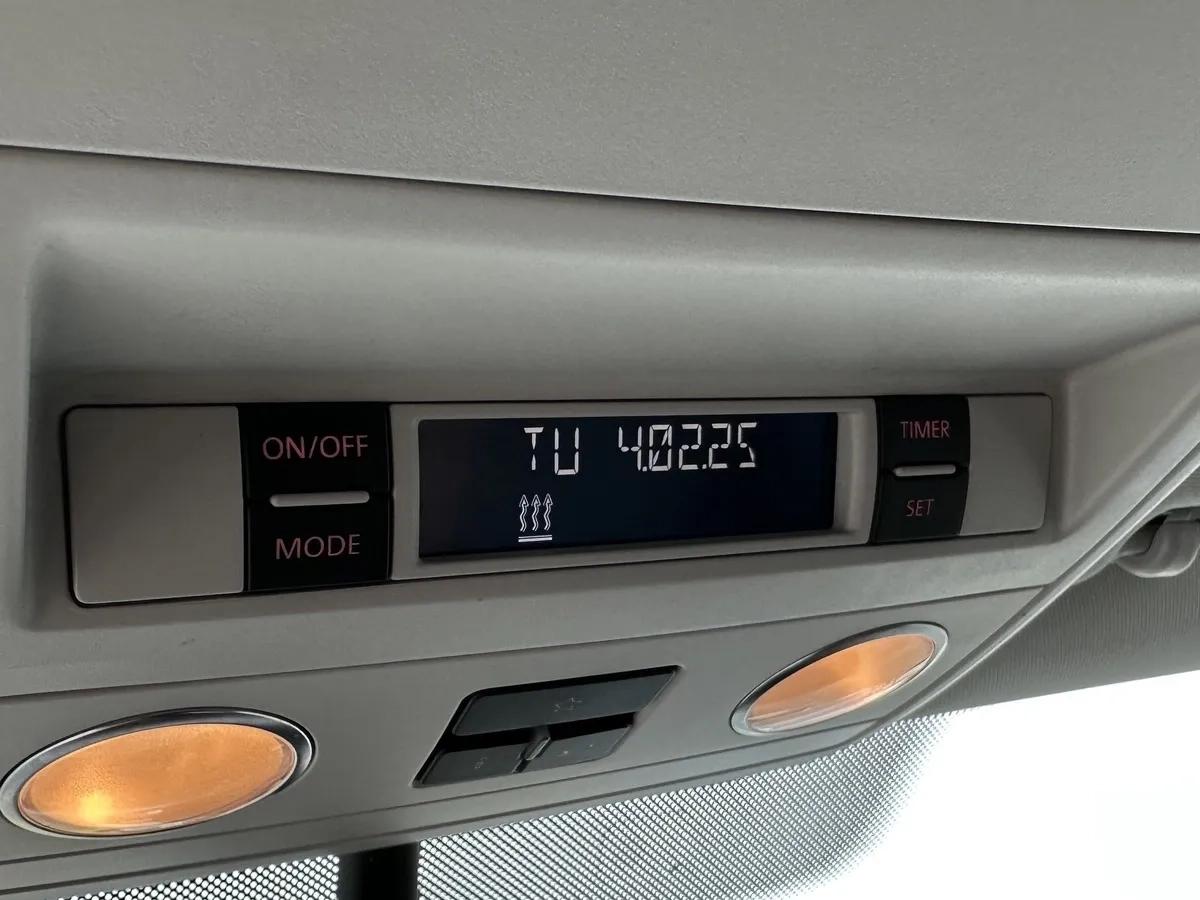 ON/OFF
MODE
TU 4.02.25
TIMER
SET